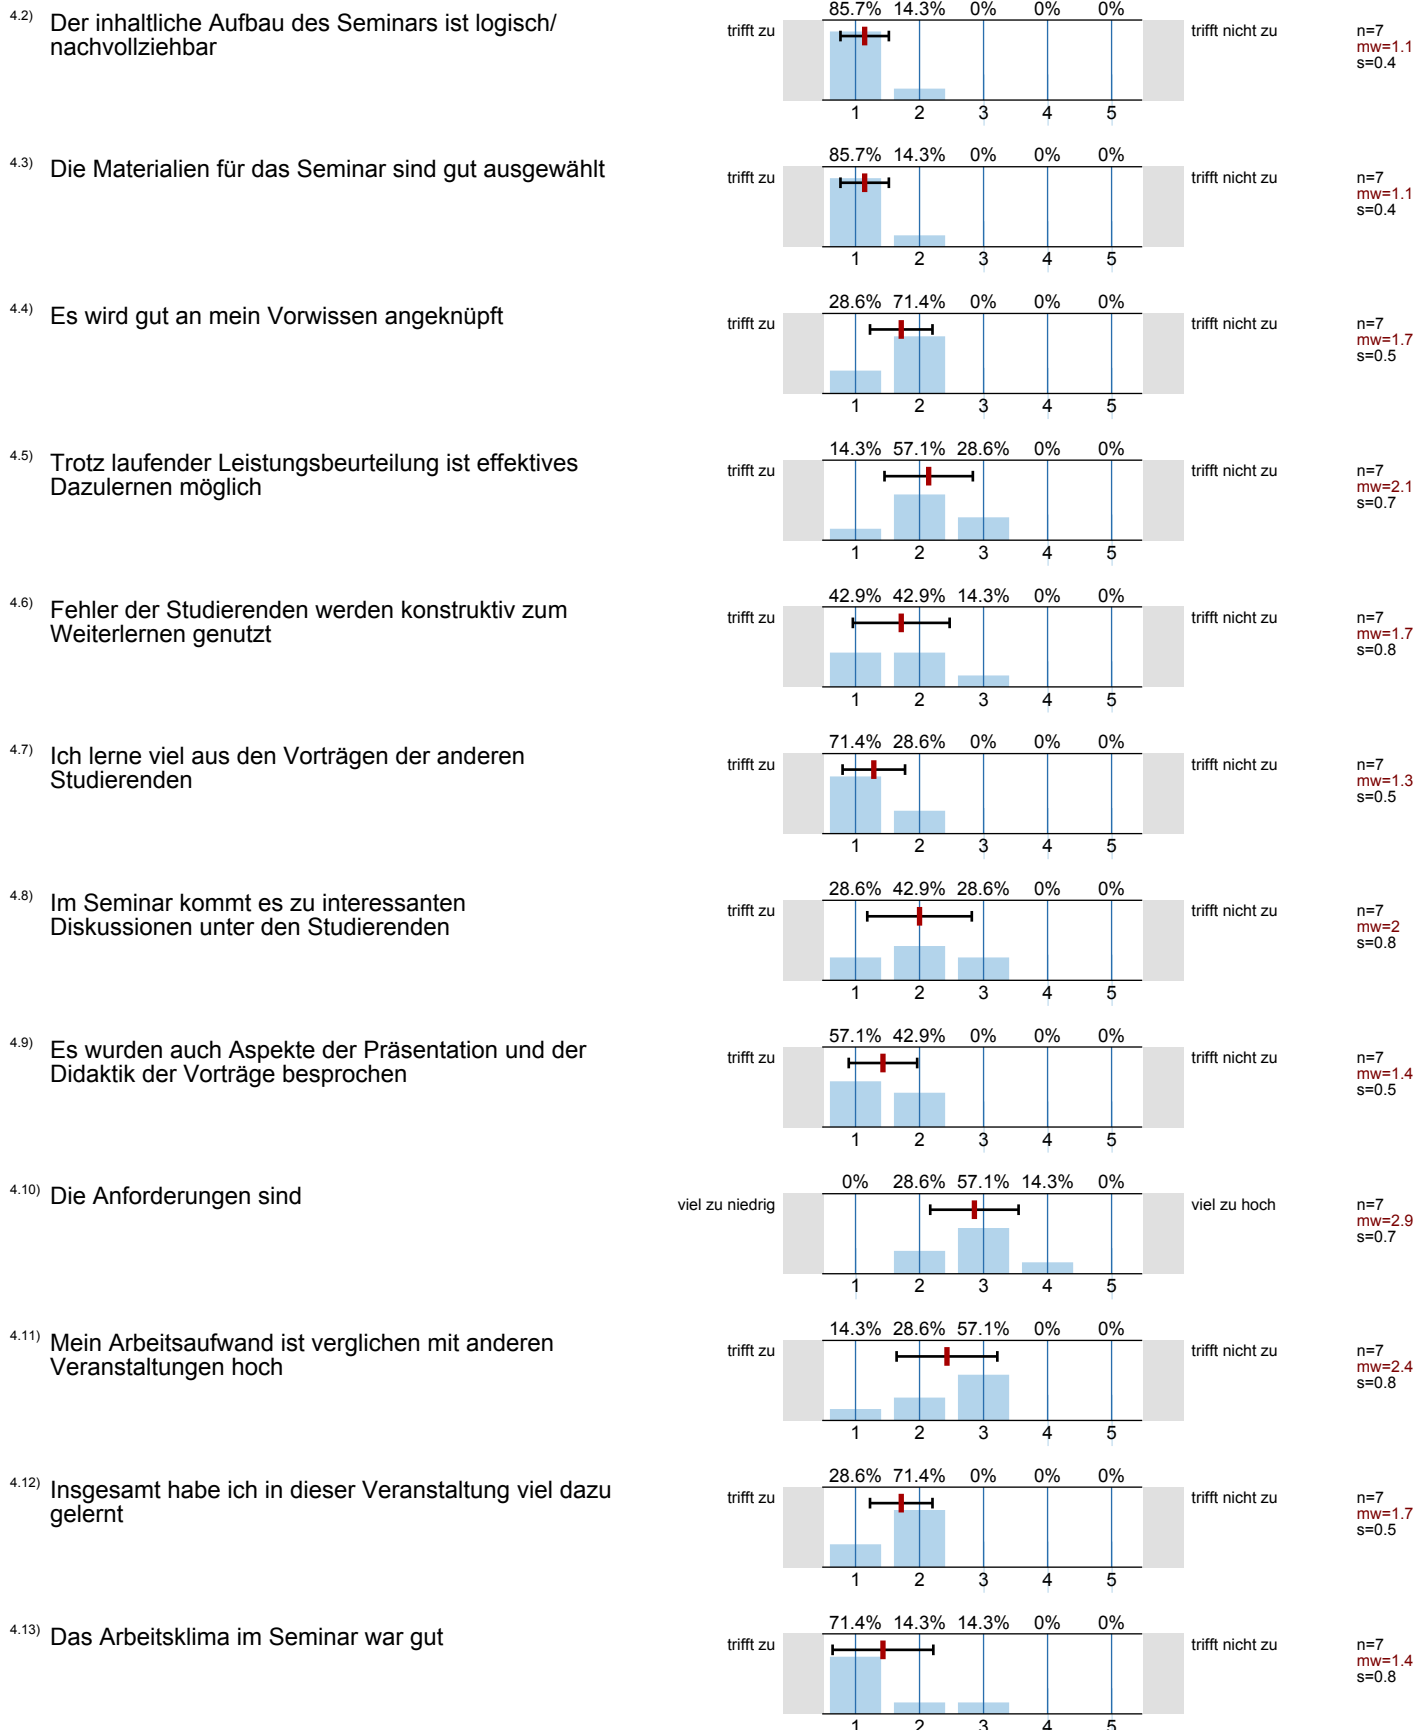 4.2) Der inhaltliche Aufbau des Seminars ist logisch/
nachvollziehbar
trifft zu
85.7% 14.3% 0% 0% 0%
1 2 3 4 5
trifft nicht zu
n=7
mw=1.1
s=0.4
4.3) Die Materialien für das Seminar sind gut ausgewählt
trifft zu
85.7% 14.3% 0% 0% 0%
1 2 3 4 5
trifft nicht zu
n=7
mw=1.1
s=0.4
4.4) Es wird gut an mein Vorwissen angeknüpft
trifft zu
28.6% 71.4% 0% 0% 0%
1 2 3 4 5
trifft nicht zu
n=7
mw=1.7
s=0.5
4.5) Trotz laufender Leistungsbeurteilung ist effektives
Dazulernen möglich
trifft zu
14.3% 57.1% 28.6% 0% 0%
1 2 3 4 5
trifft nicht zu
n=7
mw=2.1
s=0.7
4.6) Fehler der Studierenden werden konstruktiv zum
Weiterlernen genutzt
trifft zu
42.9% 42.9% 14.3% 0% 0%
1 2 3 4 5
trifft nicht zu
n=7
mw=1.7
s=0.8
4.7) Ich lerne viel aus den Vorträgen der anderen
Studierenden
trifft zu
71.4% 28.6% 0% 0% 0%
1 2 3 4 5
trifft nicht zu
n=7
mw=1.3
s=0.5
4.8) Im Seminar kommt es zu interessanten
Diskussionen unter den Studierenden
trifft zu
28.6% 42.9% 28.6% 0% 0%
1 2 3 4 5
trifft nicht zu
n=7
mw=2
s=0.8
4.9) Es wurden auch Aspekte der Präsentation und der
Didaktik der Vorträge besprochen
trifft zu
57.1% 42.9% 0% 0% 0%
1 2 3 4 5
trifft nicht zu
n=7
mw=1.4
s=0.5
4.10) Die Anforderungen sind
viel zu niedrig
0% 28.6% 57.1% 14.3% 0%
1 2 3 4 5
viel zu hoch
n=7
mw=2.9
s=0.7
4.11) Mein Arbeitsaufwand ist verglichen mit anderen
Veranstaltungen hoch
trifft zu
14.3% 28.6% 57.1% 0% 0%
1 2 3 4 5
trifft nicht zu
n=7
mw=2.4
s=0.8
4.12) Insgesamt habe ich in dieser Veranstaltung viel dazu
gelernt
trifft zu
28.6% 71.4% 0% 0% 0%
1 2 3 4 5
trifft nicht zu
n=7
mw=1.7
s=0.5
4.13) Das Arbeitsklima im Seminar war gut
trifft zu
71.4% 14.3% 14.3% 0% 0%
1 2 3 4 5
trifft nicht zu
n=7
mw=1.4
s=0.8